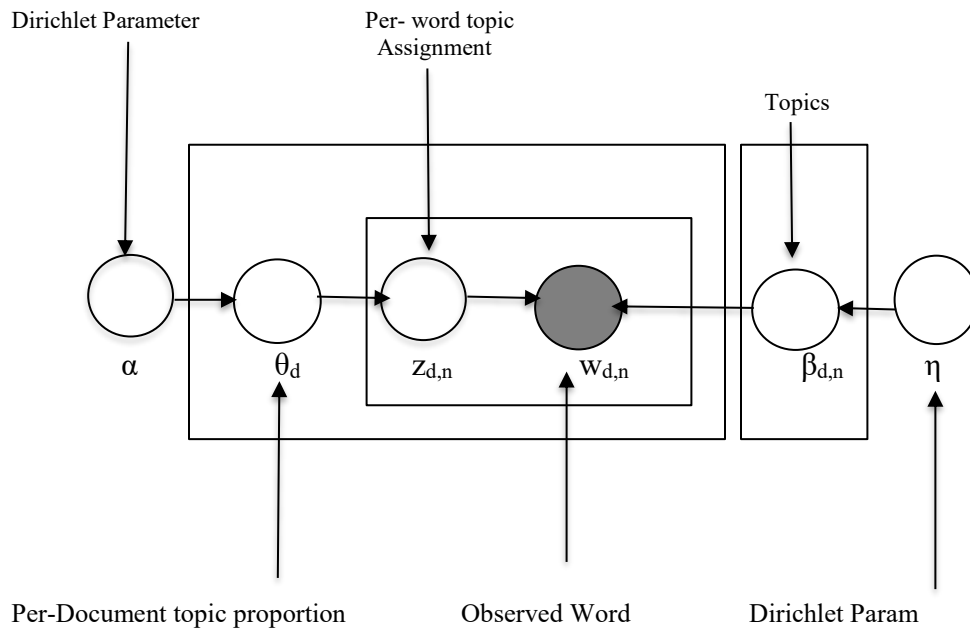 Dirichlet Parameter
Per- word topic
Assignment
Topics
α
θd
zd,n
wd,n
βd,n
η
Per-Document topic proportion
Observed Word
Dirichlet Param